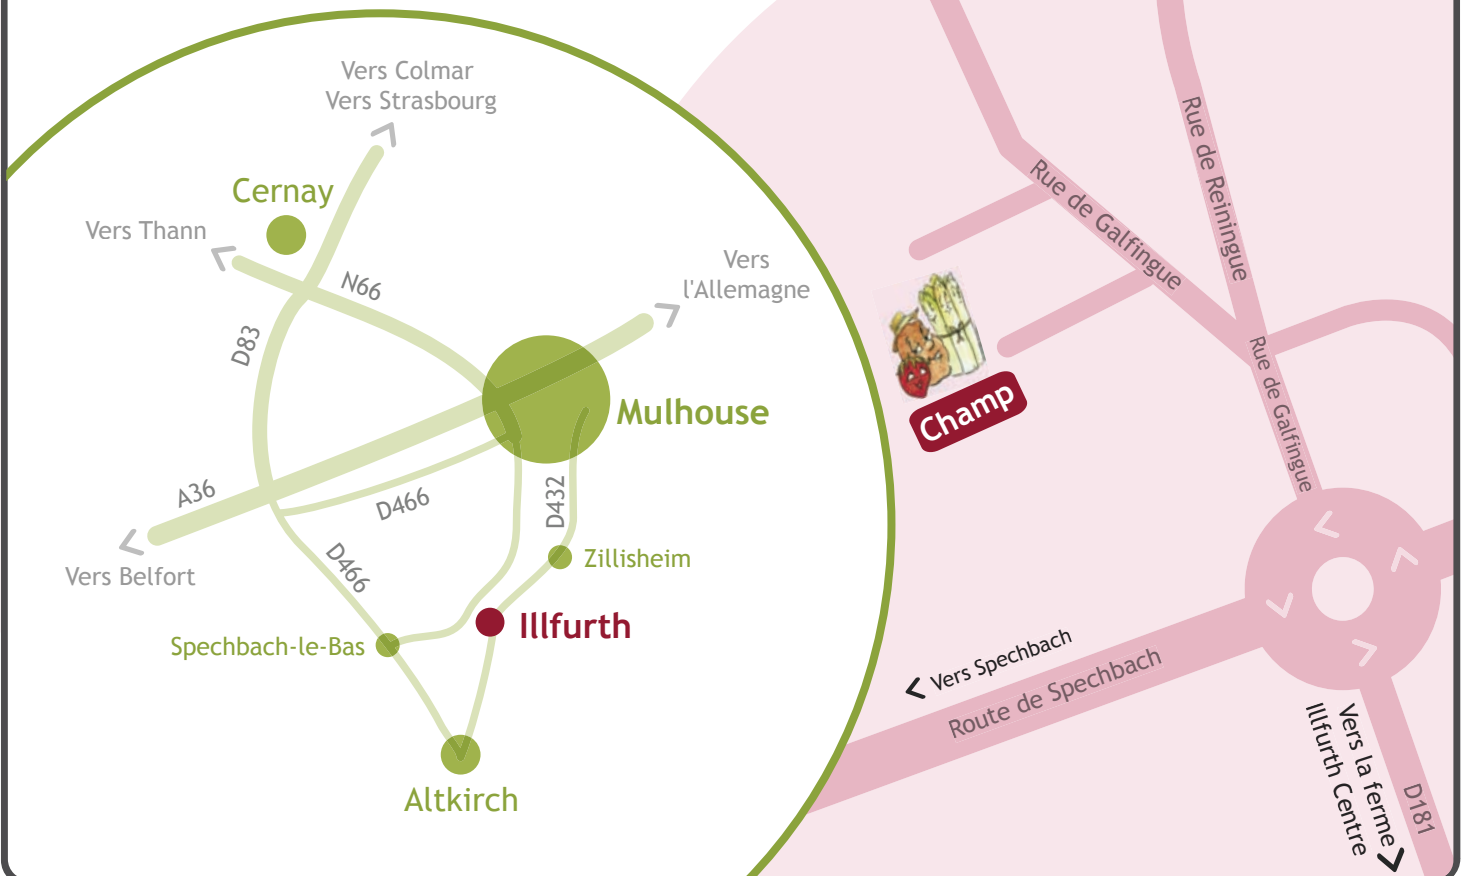 Vers Colmar
Vers Strasbourg
Cernay
Vers Thann
N66
Vers
l'Allemagne
D83
Mulhouse
A36
D466
D432
Vers Belfort
D466
Zillisheim
Illfurth
Spechbach-le-Bas
Altkirch
Rue de Reiningue
Rue de Galfingue
Rue de Galfingue
Champ
Vers Spechbach
Route de Spechbach
Vers la ferme
Illfurth Centre
D181